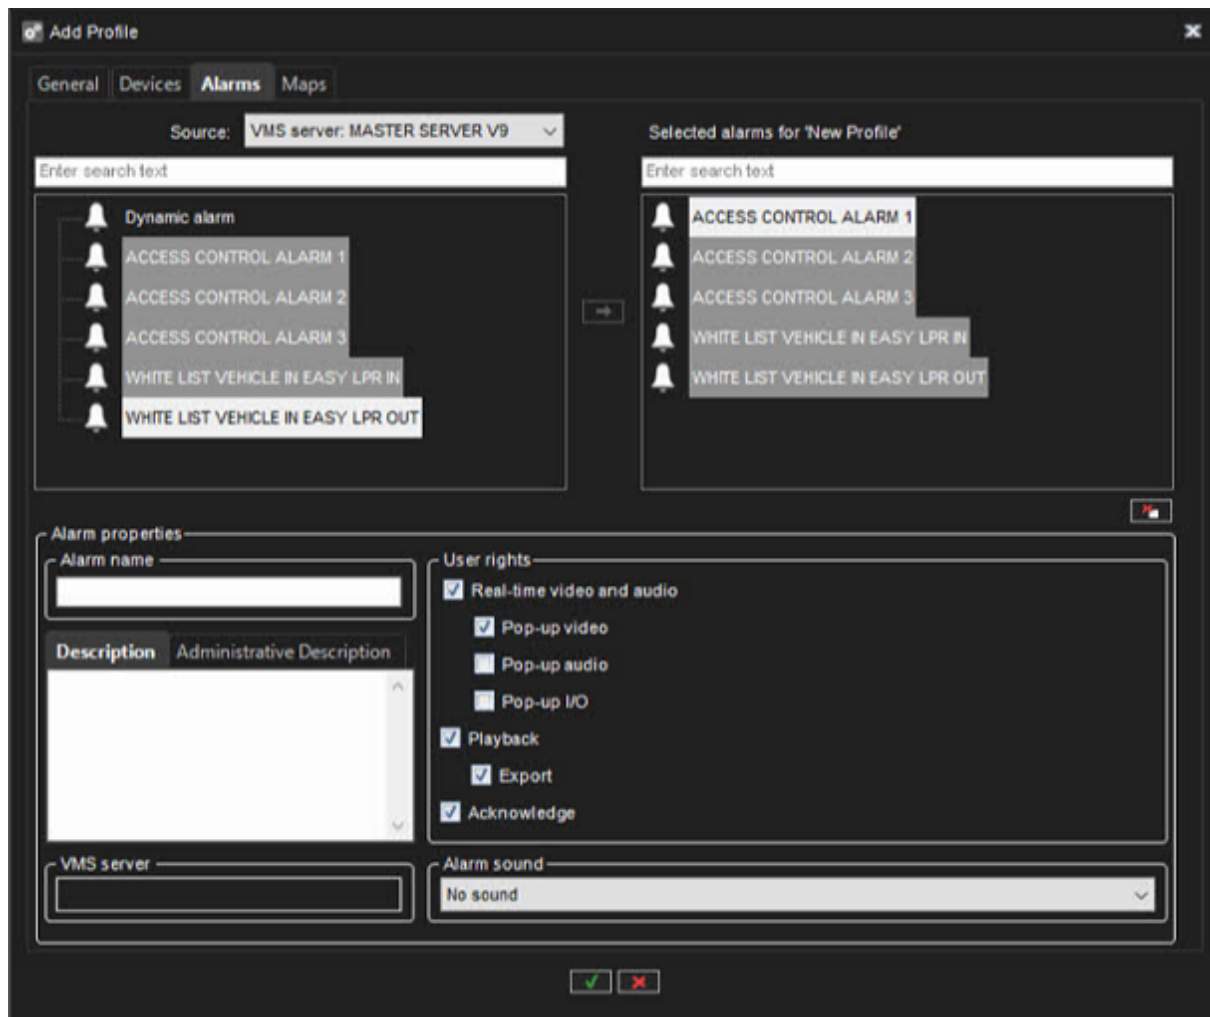 Add Profile
General Devices Alarms Maps
Source: VMS server: MASTER SERVER V9
Selected alarms for 'New Profile'
Enter search text
Enter search text
Dynamic alarm
ACCESS CONTROL ALARM 1
ACCESS CONTROL ALARM 2
ACCESS CONTROL ALARM 3
WHITE LIST VEHICLE IN EASY LPR IN
WHITE LIST VEHICLE IN EASY LPR OUT
ACCESS CONTROL ALARM 1
ACCESS CONTROL ALARM 2
ACCESS CONTROL ALARM 3
WHITE LIST VEHICLE IN EASY LPR IN
WHITE LIST VEHICLE IN EASY LPR OUT
Alarm properties
Alarm name
Description Administrative Description
VMS server
User rights
Real-time video and audio
Pop-up video
Pop-up audio
Pop-up I/O
Playback
Export
Acknowledge
Alarm sound
No sound